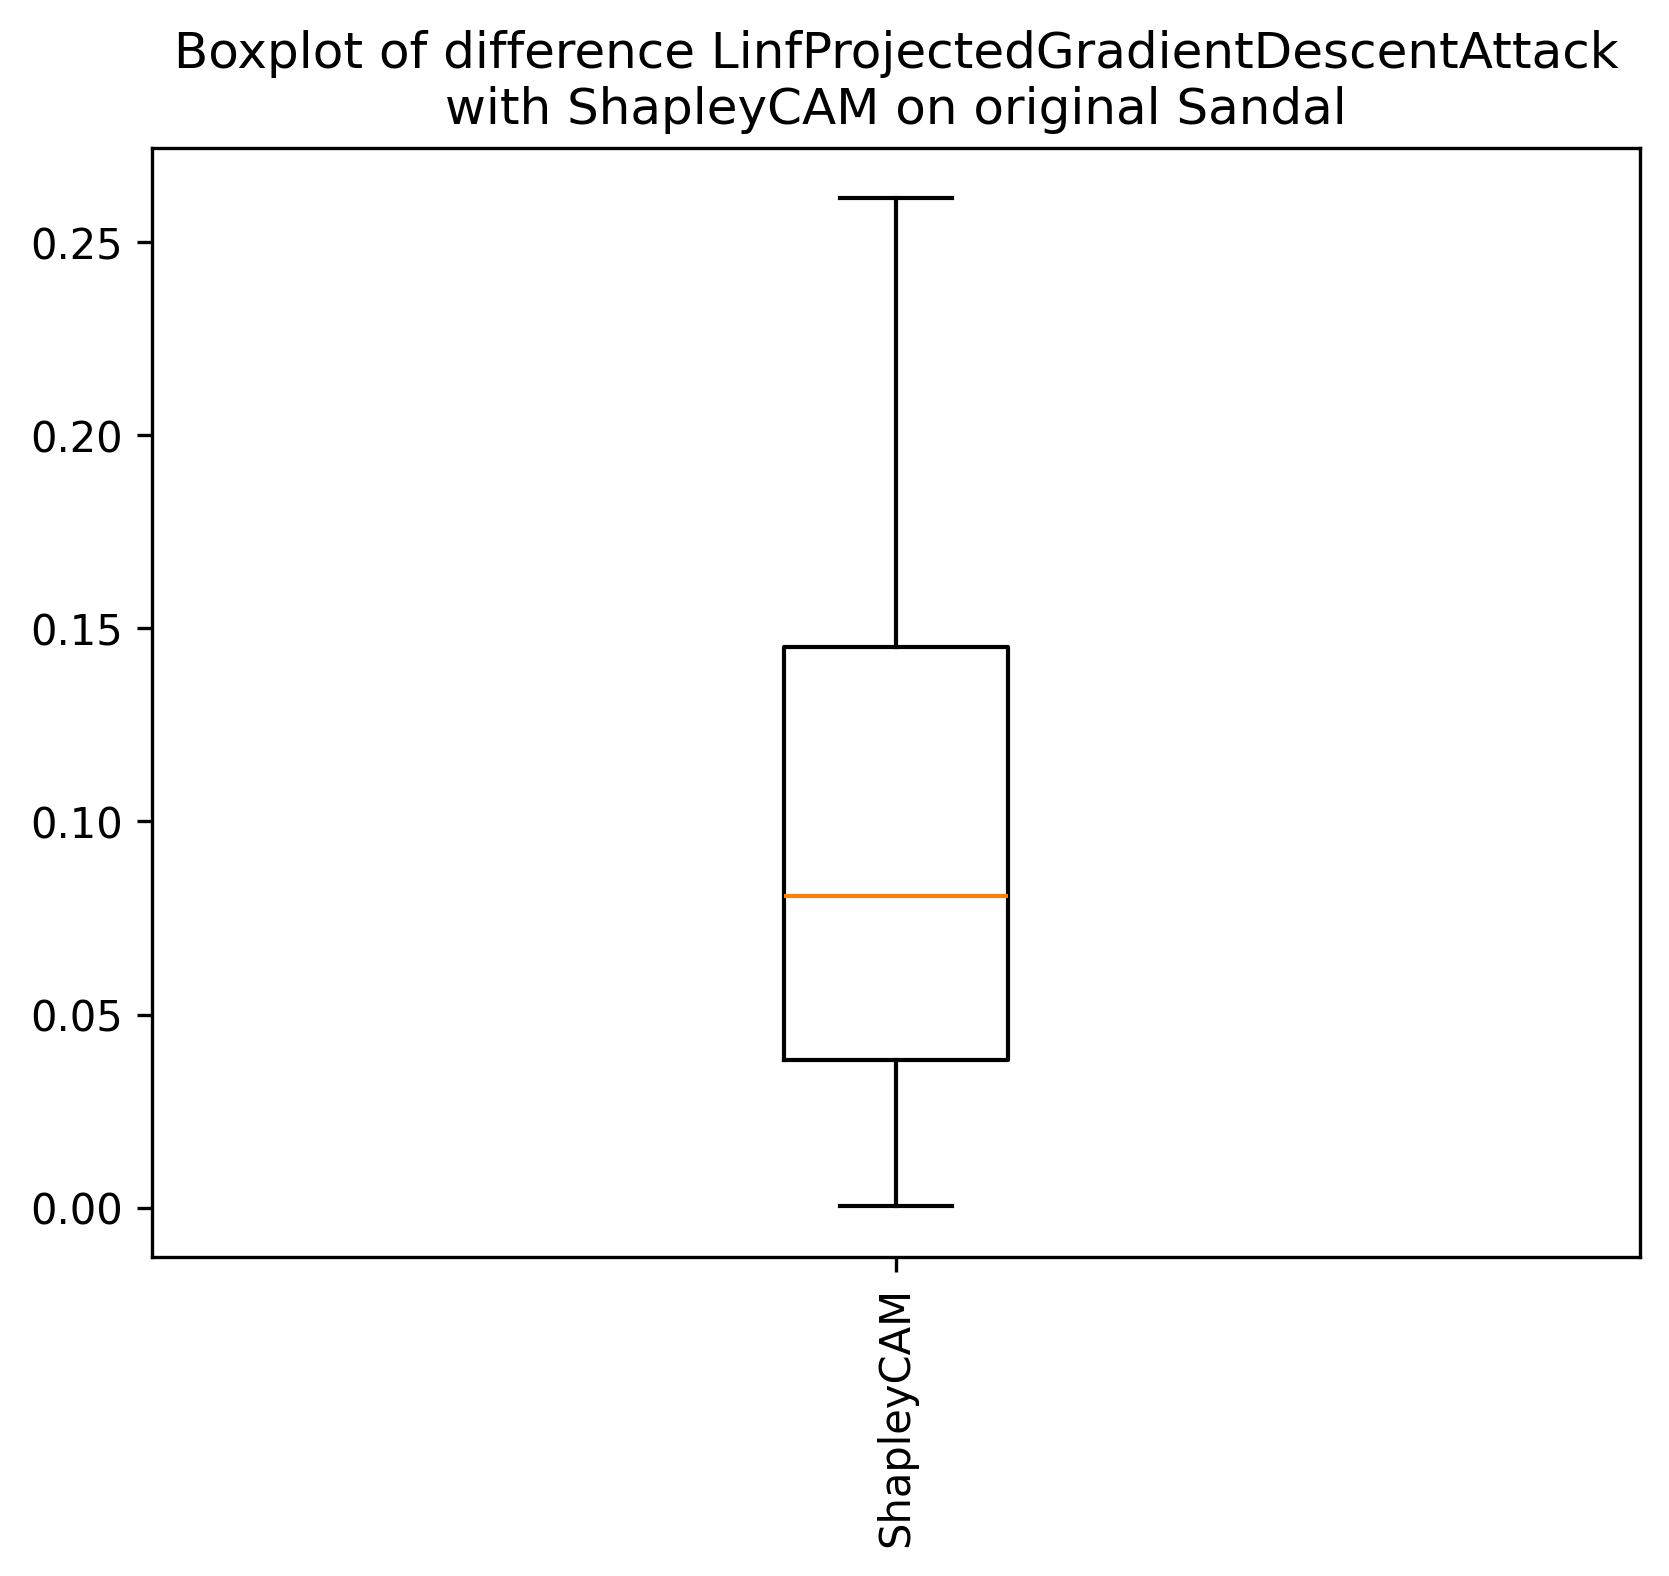 Boxplot of difference LinfProjectedGradientDescentAttack
with ShapleyCAM on original Sandal
0.25
0.20
0.15
0.10
0.05
0.00
ShapleyCAM